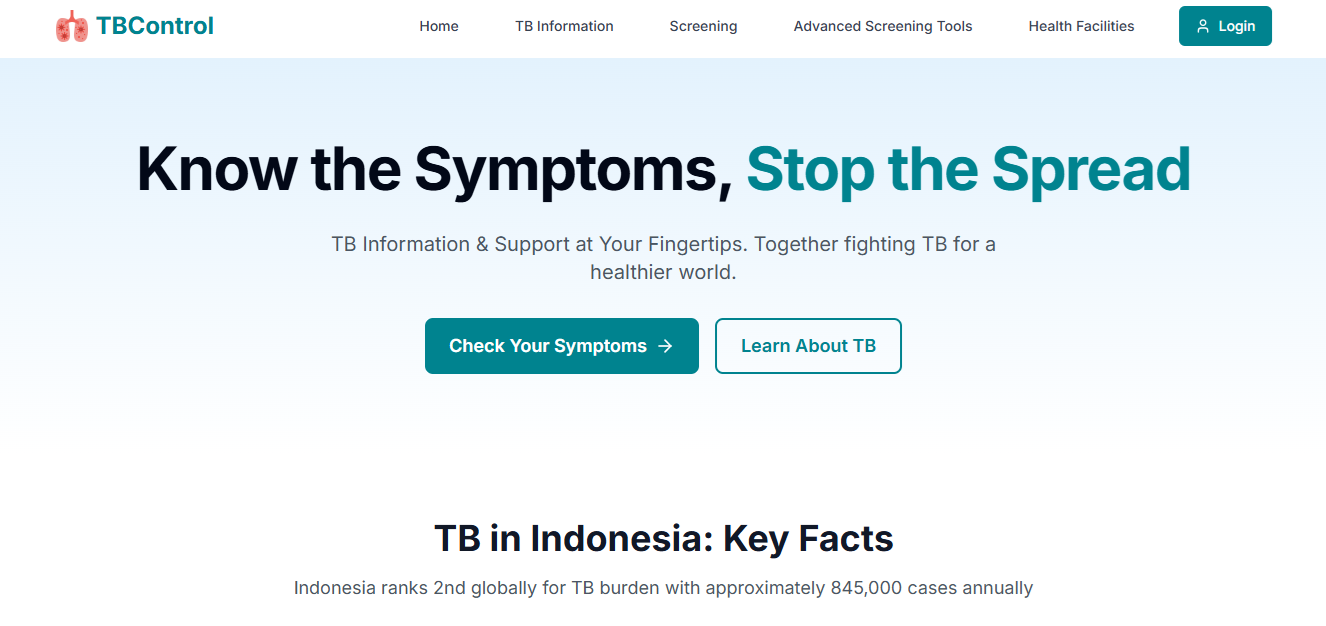 TBControl
Home
TB Information
Screening
Advanced Screening Tools
Health Facilities
Login
Know the Symptoms, Stop the Spread
TB Information & Support at Your Fingertips. Together fighting TB for a
healthier world.
Check Your Symptoms →
Learn About TB
TB in Indonesia: Key Facts
Indonesia ranks 2nd globally for TB burden with approximately 845,000 cases annually